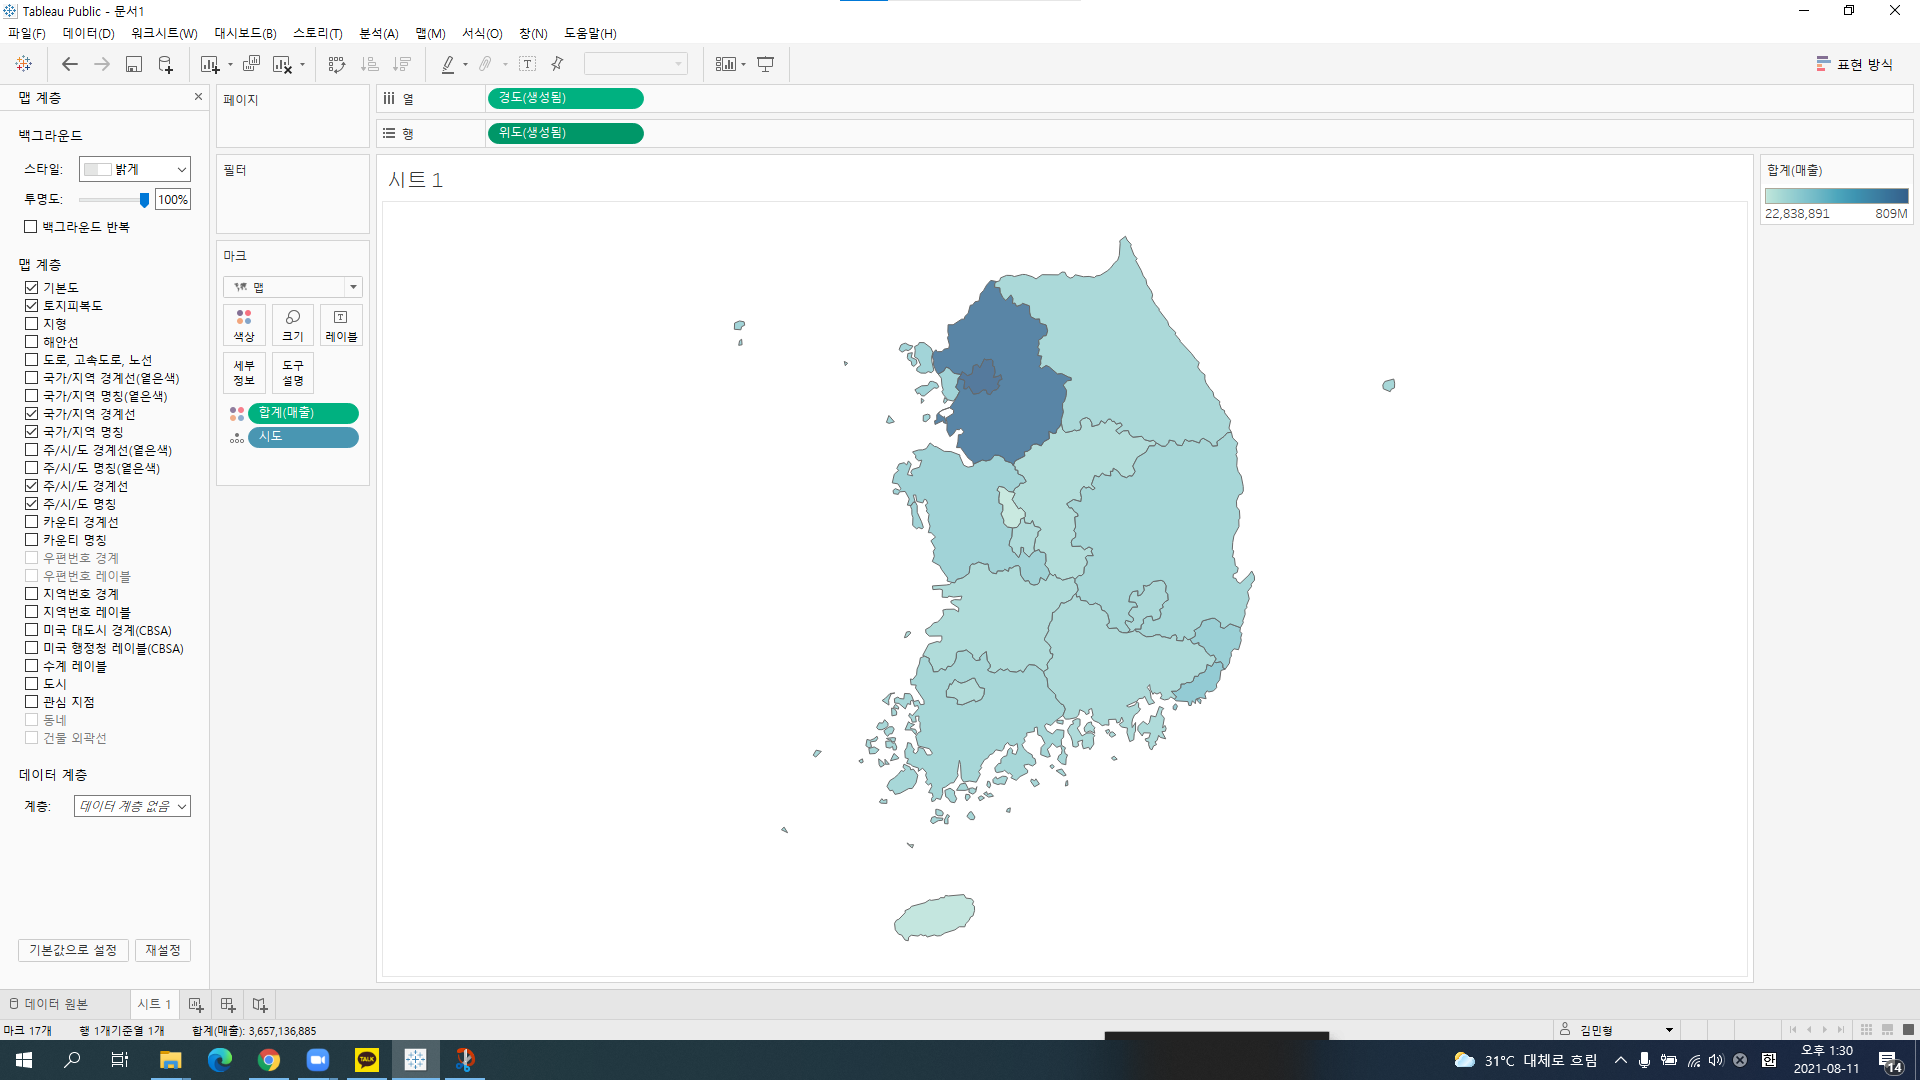 Tableau Public - 문서1
파일(F) 데이터(D) 워크시트(W) 대시보드(B) 스토리(T) 분석(A) 맵(M) 서식(O) 창(N) 도움말(H)
표현 방식
맵 계층
백그라운드
스타일: 밝게
투명도: 100%
백그라운드 반복
맵 계층
기본도
토지피복도
지형
해안선
도로, 고속도로, 노선
국가/지역 경계선(옅은색)
국가/지역 명칭(옅은색)
국가/지역 경계선
국가/지역 명칭
주/시/도 경계선(옅은색)
주/시/도 명칭(옅은색)
주/시/도 경계선
주/시/도 명칭
카운티 경계선
카운티 명칭
우편번호 경계
우편번호 레이블
지역번호 경계
지역번호 레이블
미국 대도시 경계(CBSA)
미국 행정청 레이블(CBSA)
수계 레이블
도시
관심 지점
동네
건물 외곽선
데이터 계층
계층: 데이터 계층 없음
기본값으로 설정 재설정
페이지
필터
마크
맵
색상 크기 레이블
세부 정보 도구 설명
합계(매출)
시도
열 경도(생성됨)
행 위도(생성됨)
시트 1
합계(매출)
22,838,891 809M
데이터 원본 시트 1
마크 17개 행 1개기준열 1개 합계(매출): 3,657,136,885
김민형
TALK
31°C 대체로 흐림
한
오후 1:30
2021-08-11
14